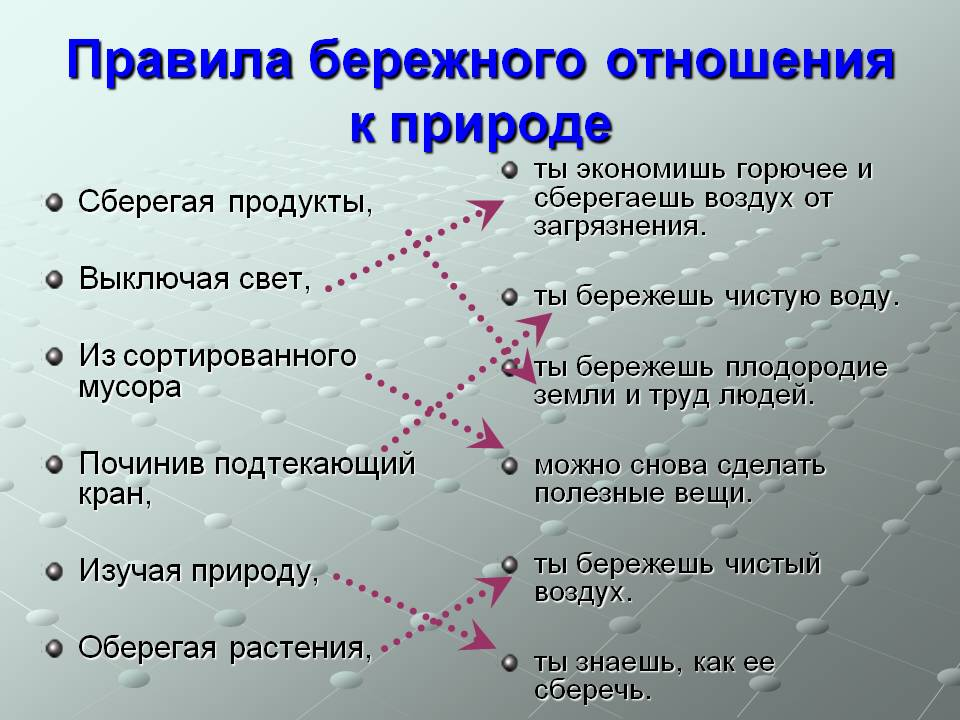 Правила бережного отношения
к природе
Сберегая продукты,
Выключая свет,
Из сортированного
мусора
Починив подтекающий
кран,
Изучая природу,
Оберегая растения,
ты экономишь горючее и
сберегаешь воздух от
загрязнения.
ты бережешь чистую воду.
ты бережешь плодородие
земли и труд людей.
можно снова сделать
полезные вещи.
ты бережешь чистый
воздух.
ты знаешь, как ее
сберечь.